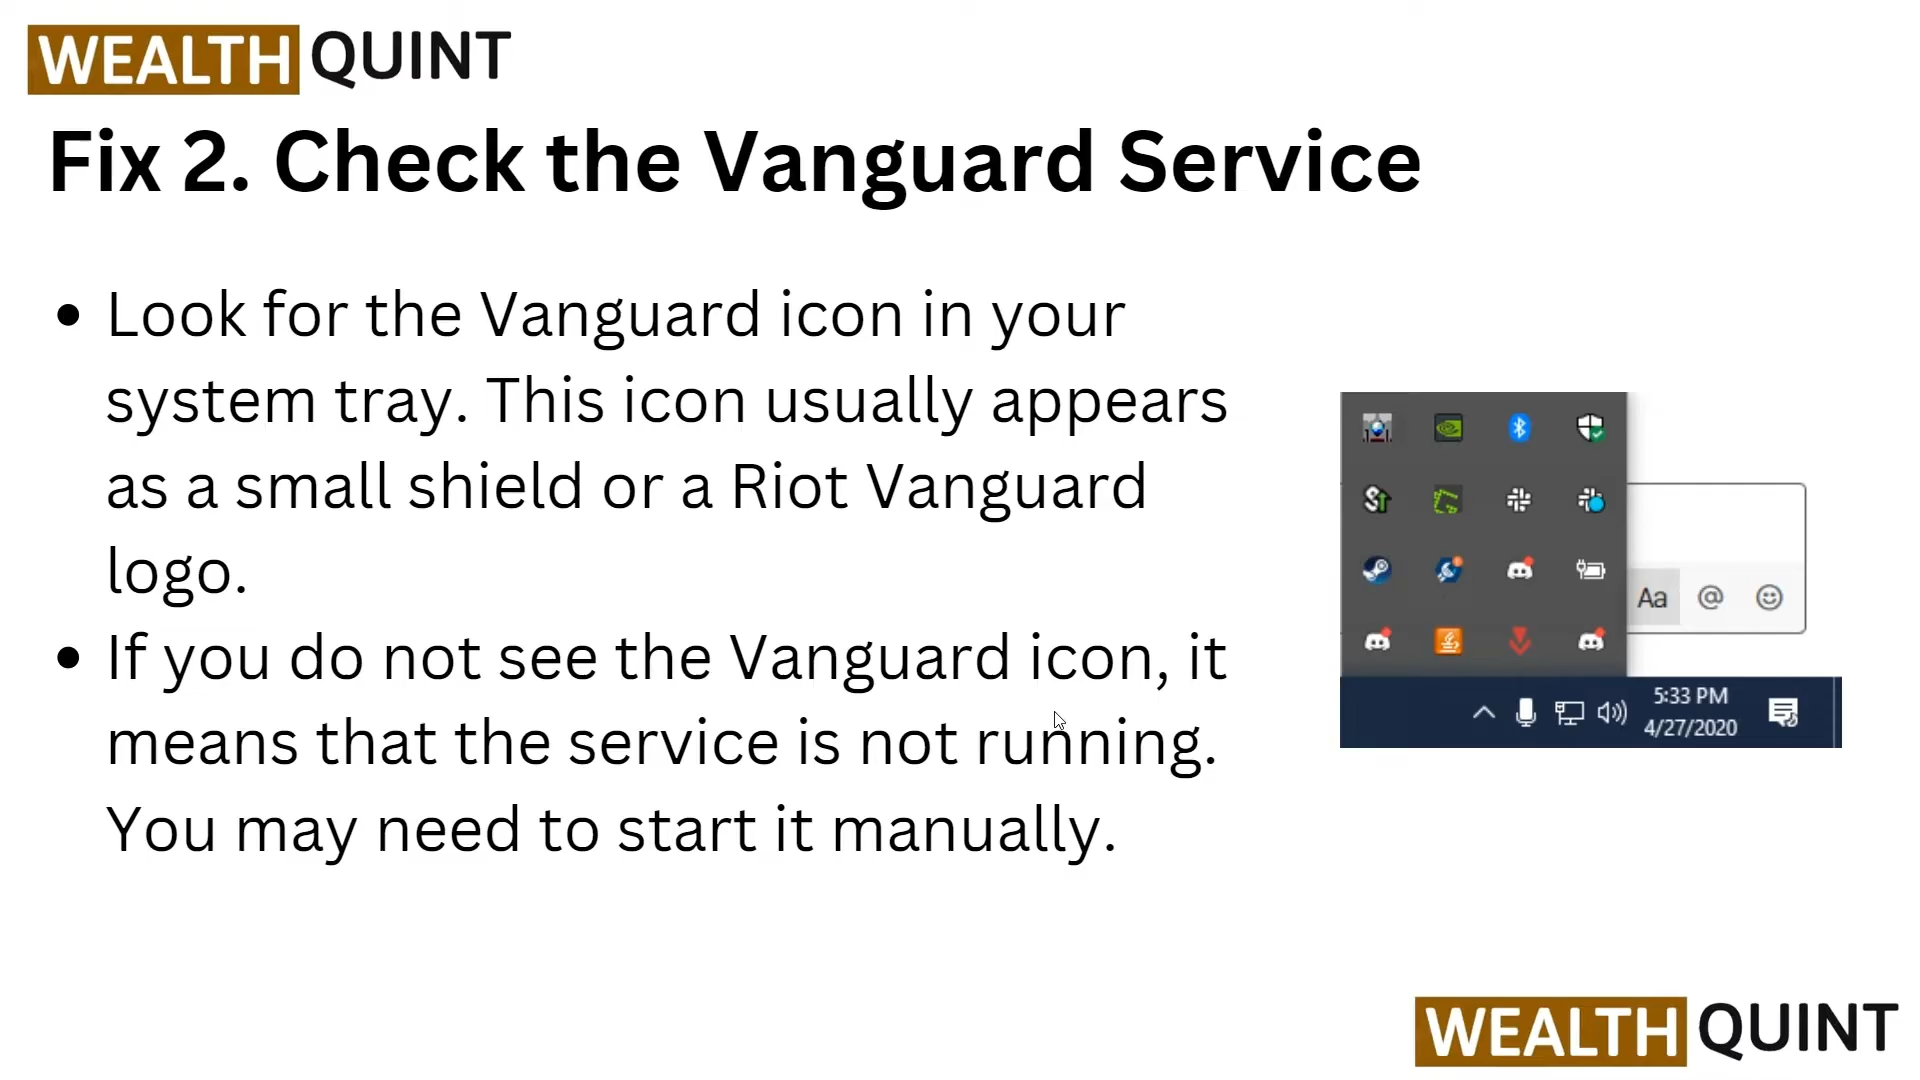 WEALTH QUINT
Fix 2. Check the Vanguard Service
• Look for the Vanguard icon in your
system tray. This icon usually appears
as a small shield or a Riot Vanguard
logo.
• If you do not see the Vanguard icon, it
means that the service is not running.
You may need to start it manually.
Aa @
5:33 PM
4/27/2020
WEALTH QUINT